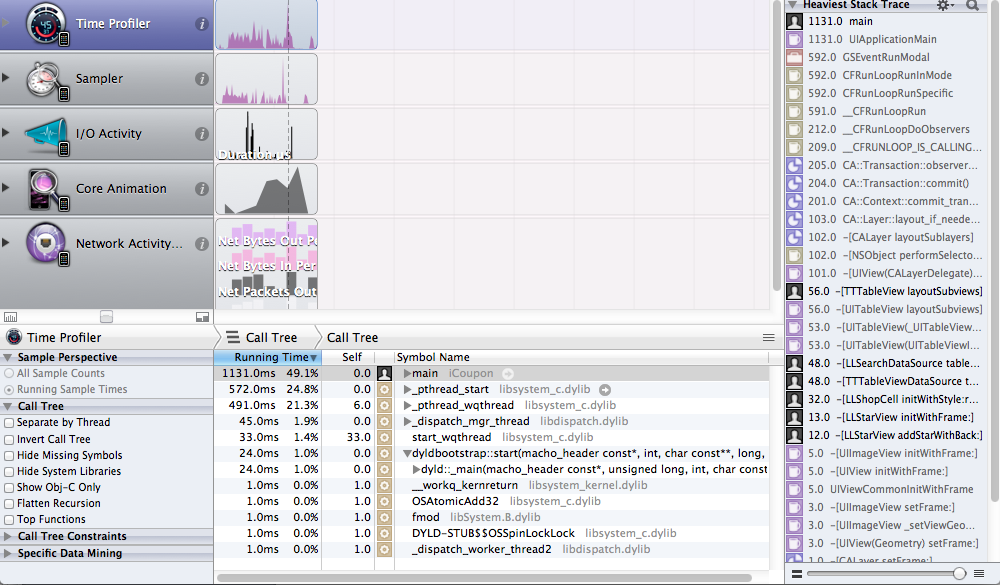 Time Profiler
Sampler
I/O Activity
Duration-µs
Core Animation
Network Activity...
Net Bytes Out Pe
Net Bytes In Per
Net Packets Out
Time Profiler
Call Tree
Call Tree
Sample Perspective
All Sample Counts
Running Sample Times
Call Tree
Separate by Thread
Invert Call Tree
Hide Missing Symbols
Hide System Libraries
Show Obj-C Only
Flatten Recursion
Top Functions
Call Tree Constraints
Specific Data Mining
Running Time▼ Self Symbol Name
1131.0ms 49.1% 0.0 main iCoupon
572.0ms 24.8% 0.0 _pthread_start libsystem_c.dylib
491.0ms 21.3% 6.0 _pthread_wqthread libsystem_c.dylib
45.0ms 1.9% 0.0 _dispatch_mgr_thread libdispatch.dylib
33.0ms 1.4% 33.0 start_wqthread libsystem_c.dylib
24.0ms 1.0% 0.0 dyldbootstrap::start(macho_header const*, int, char const**, long,
24.0ms 1.0% 0.0 dyld::_main(macho_header const*, unsigned long, int, char const
1.0ms 0.0% 1.0 __workq_kernreturn libsystem_kernel.dylib
1.0ms 0.0% 1.0 OSAtomicAdd32 libsystem_c.dylib
1.0ms 0.0% 1.0 fmod libSystem.B.dylib
1.0ms 0.0% 1.0 DYLD-STUB$$OSSpinLockLock libsystem_c.dylib
1.0ms 0.0% 1.0 _dispatch_worker_thread2 libdispatch.dylib
Heaviest Stack Trace
1131.0 main
1131.0 UIApplicationMain
592.0 GSEventRunModal
592.0 CFRunLoopRunInMode
592.0 CFRunLoopRunSpecific
591.0 __CFRunLoopRun
212.0 __CFRunLoopDoObservers
209.0 __CFRUNLOOP_IS_CALLING...
205.0 CA::Transaction::observer...
204.0 CA::Transaction::commit()
201.0 CA::Context::commit_tran...
103.0 CA::Layer::layout_if_neede...
102.0 -[CALayer layoutSublayers]
102.0 -[NSObject performSelecto...
101.0 -[UIView(CALayerDelegate)...
56.0 -[TTTableView layoutSubviews]
56.0 -[UITableView layoutSubviews]
53.0 -[UITableView(_UITableView...
53.0 -[UITableView(UITableViewI...
48.0 -[LLSearchDataSource table...
48.0 -[TTTableViewDataSource t...
32.0 -[LLShopCell initWithStyle:r...
13.0 -[LLStarView initWithFrame:]
12.0 -[LLStarView addStarWithBack:]
5.0 -[UIImageView initWithFrame:]
5.0 -[UIView initWithFrame:]
5.0 UIViewCommonInitWithFrame
3.0 -[UIImageView setFrame:]
3.0 -[UIImageView _setViewGeo...
3.0 -[UIView(Geometry) setFrame:]
1.0 -[CALayer setFrame:]